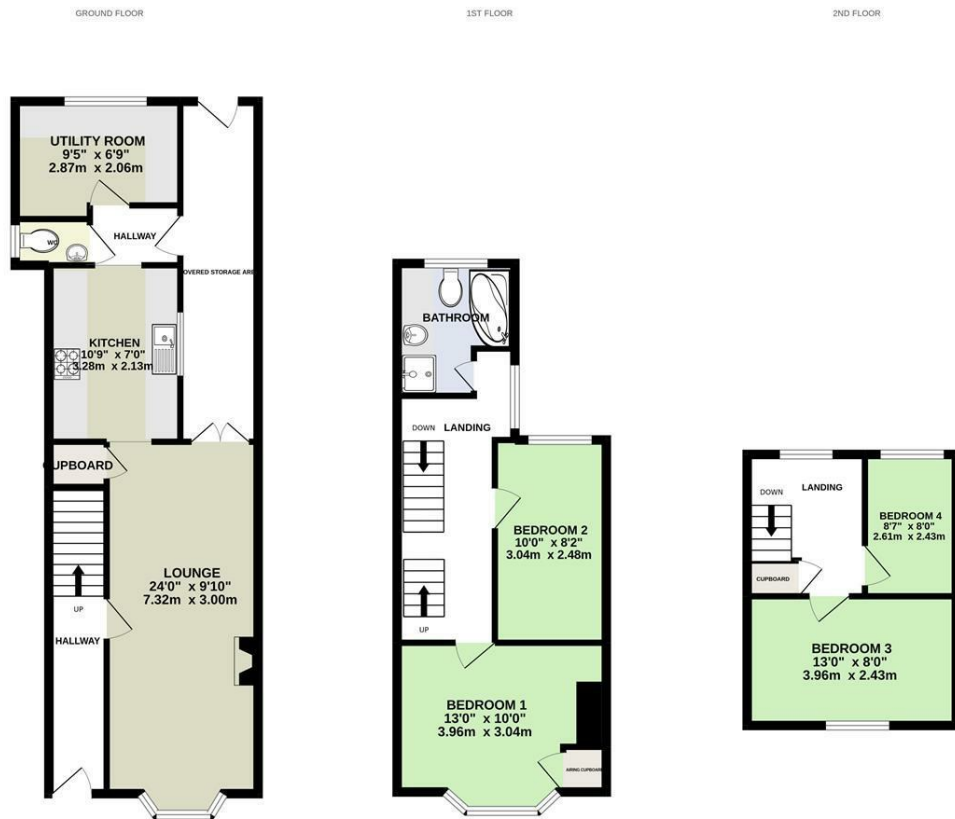 GROUND FLOOR
UTILITY ROOM
9'5" x 6'9"
2.87m x 2.06m
WC
HALLWAY
OVERED STORAGE ARE
KITCHEN
10'9" x 7'0"
3.28m x 2.13m
CUPBOARD
LOUNGE
24'0" x 9'10"
7.32m x 3.00m
UP
HALLWAY
1ST FLOOR
BATHROOM
DOWN
LANDING
BEDROOM 2
10'0" x 8'2"
3.04m x 2.48m
UP
BEDROOM 1
13'0" x 10'0"
3.96m x 3.04m
AIRING CUPBOARD
2ND FLOOR
LANDING
DOWN
BEDROOM 4
8'7" x 8'0"
2.61m x 2.43m
CUPBOARD
BEDROOM 3
13'0" x 8'0"
3.96m x 2.43m